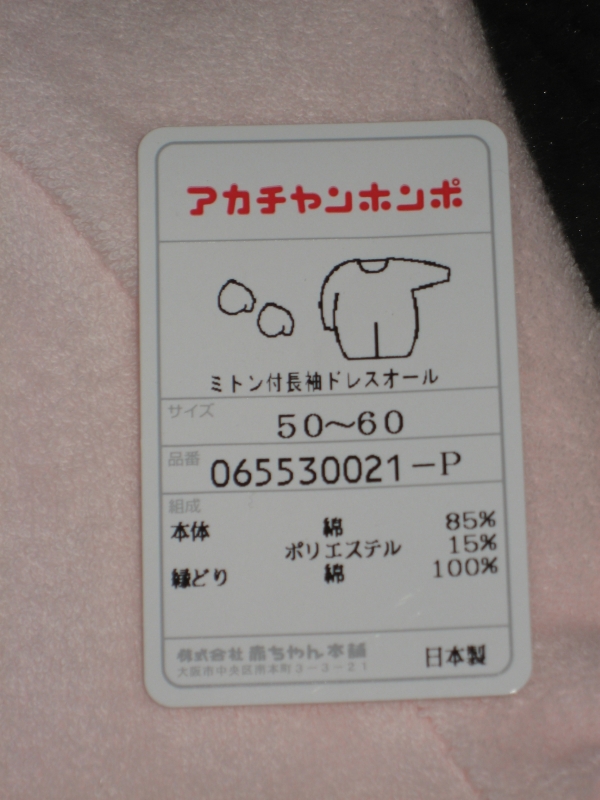 アカチャンホンポ
ミトン付長袖ドレスオール
サイズ
50～60
品番
065530021-P
組成
本体 綿 85%
ポリエステル 15%
縁どり 綿 100%
株式会社 赤ちゃん本舗
大阪市中央区南本町3-3-21
日本製